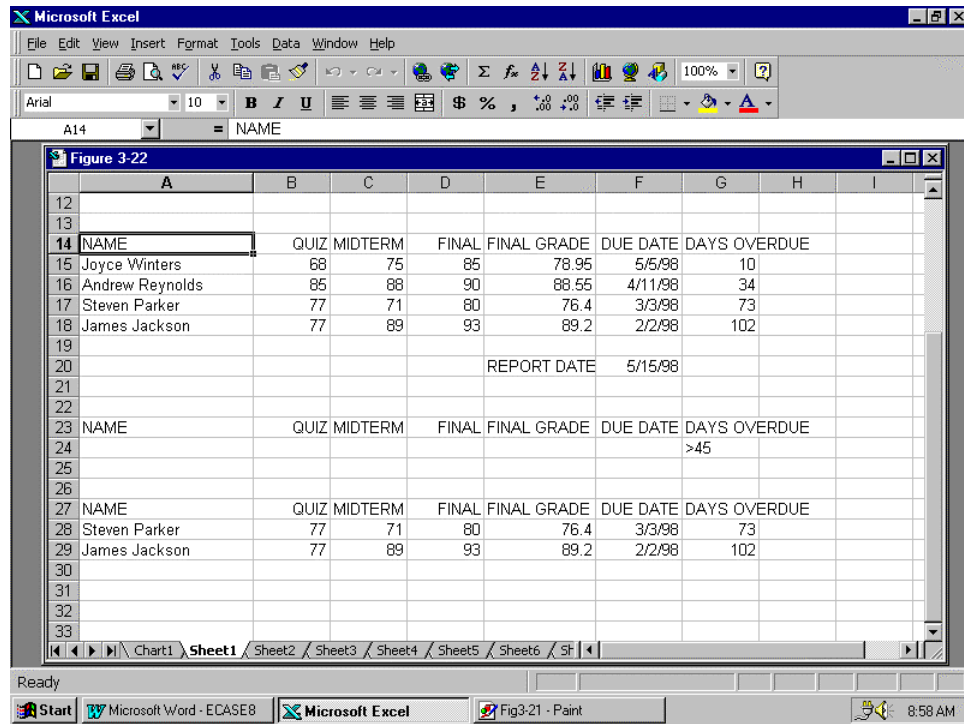 Microsoft Excel
File Edit View Insert Format Tools Data Window Help
100%
Arial 10 B I U $ % ,
A14 = NAME
Figure 3-22
A B C D E F G H I
12
13
14 NAME QUIZ MIDTERM FINAL FINAL GRADE DUE DATE DAYS OVERDUE
15 Joyce Winters 68 75 85 78.95 5/5/98 10
16 Andrew Reynolds 85 88 90 88.55 4/11/98 34
17 Steven Parker 77 71 80 76.4 3/3/98 73
18 James Jackson 77 89 93 89.2 2/2/98 102
19
20 REPORT DATE 5/15/98
21
22
23 NAME QUIZ MIDTERM FINAL FINAL GRADE DUE DATE DAYS OVERDUE
24 >45
25
26
27 NAME QUIZ MIDTERM FINAL FINAL GRADE DUE DATE DAYS OVERDUE
28 Steven Parker 77 71 80 76.4 3/3/98 73
29 James Jackson 77 89 93 89.2 2/2/98 102
30
31
32
33
Chart1 Sheet1 Sheet2 Sheet3 Sheet4 Sheet5 Sheet6 Sh
Ready
Start Microsoft Word - ECASE8 Microsoft Excel Fig3-21 - Paint 8:58 AM